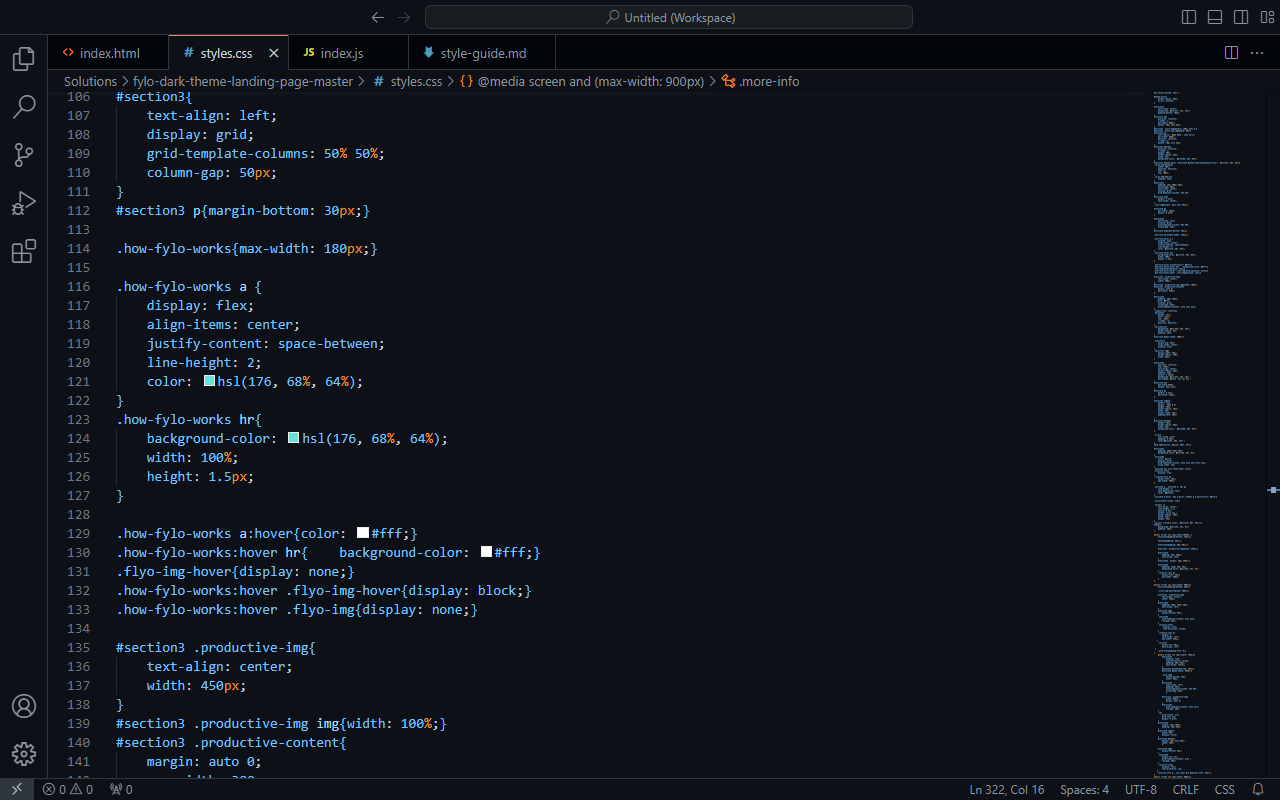 Untitled (Workspace)
index.html
styles.css
JS index.js
style-guide.md
Solutions > fylo-dark-theme-landing-page-master > # styles.css > {} @media screen and (max-width: 900px) > .more-info
106 #section3{
107 text-align: left;
108 display: grid;
109 grid-template-columns: 50% 50%;
110 column-gap: 50px;
111 }
112 #section3 p{margin-bottom: 30px;}
113
114 .how-fylo-works{max-width: 180px;}
115
116 .how-fylo-works a {
117 display: flex;
118 align-items: center;
119 justify-content: space-between;
120 line-height: 2;
121 color: hsl(176, 68%, 64%);
122 }
123 .how-fylo-works hr{
124 background-color: hsl(176, 68%, 64%);
125 width: 100%;
126 height: 1.5px;
127 }
128
129 .how-fylo-works a:hover{color: #fff;}
130 .how-fylo-works:hover hr{    background-color: #fff;}
131 .flyo-img-hover{display: none;}
132 .how-fylo-works:hover .flyo-img-hover{display: block;}
133 .how-fylo-works:hover .flyo-img{display: none;}
134
135 #section3 .productive-img{
136 text-align: center;
137 width: 450px;
138 }
139 #section3 .productive-img img{width: 100%;}
140 #section3 .productive-content{
141 margin: auto 0;
0 0 0 Ln 322, Col 16 Spaces: 4 UTF-8 CRLF CSS